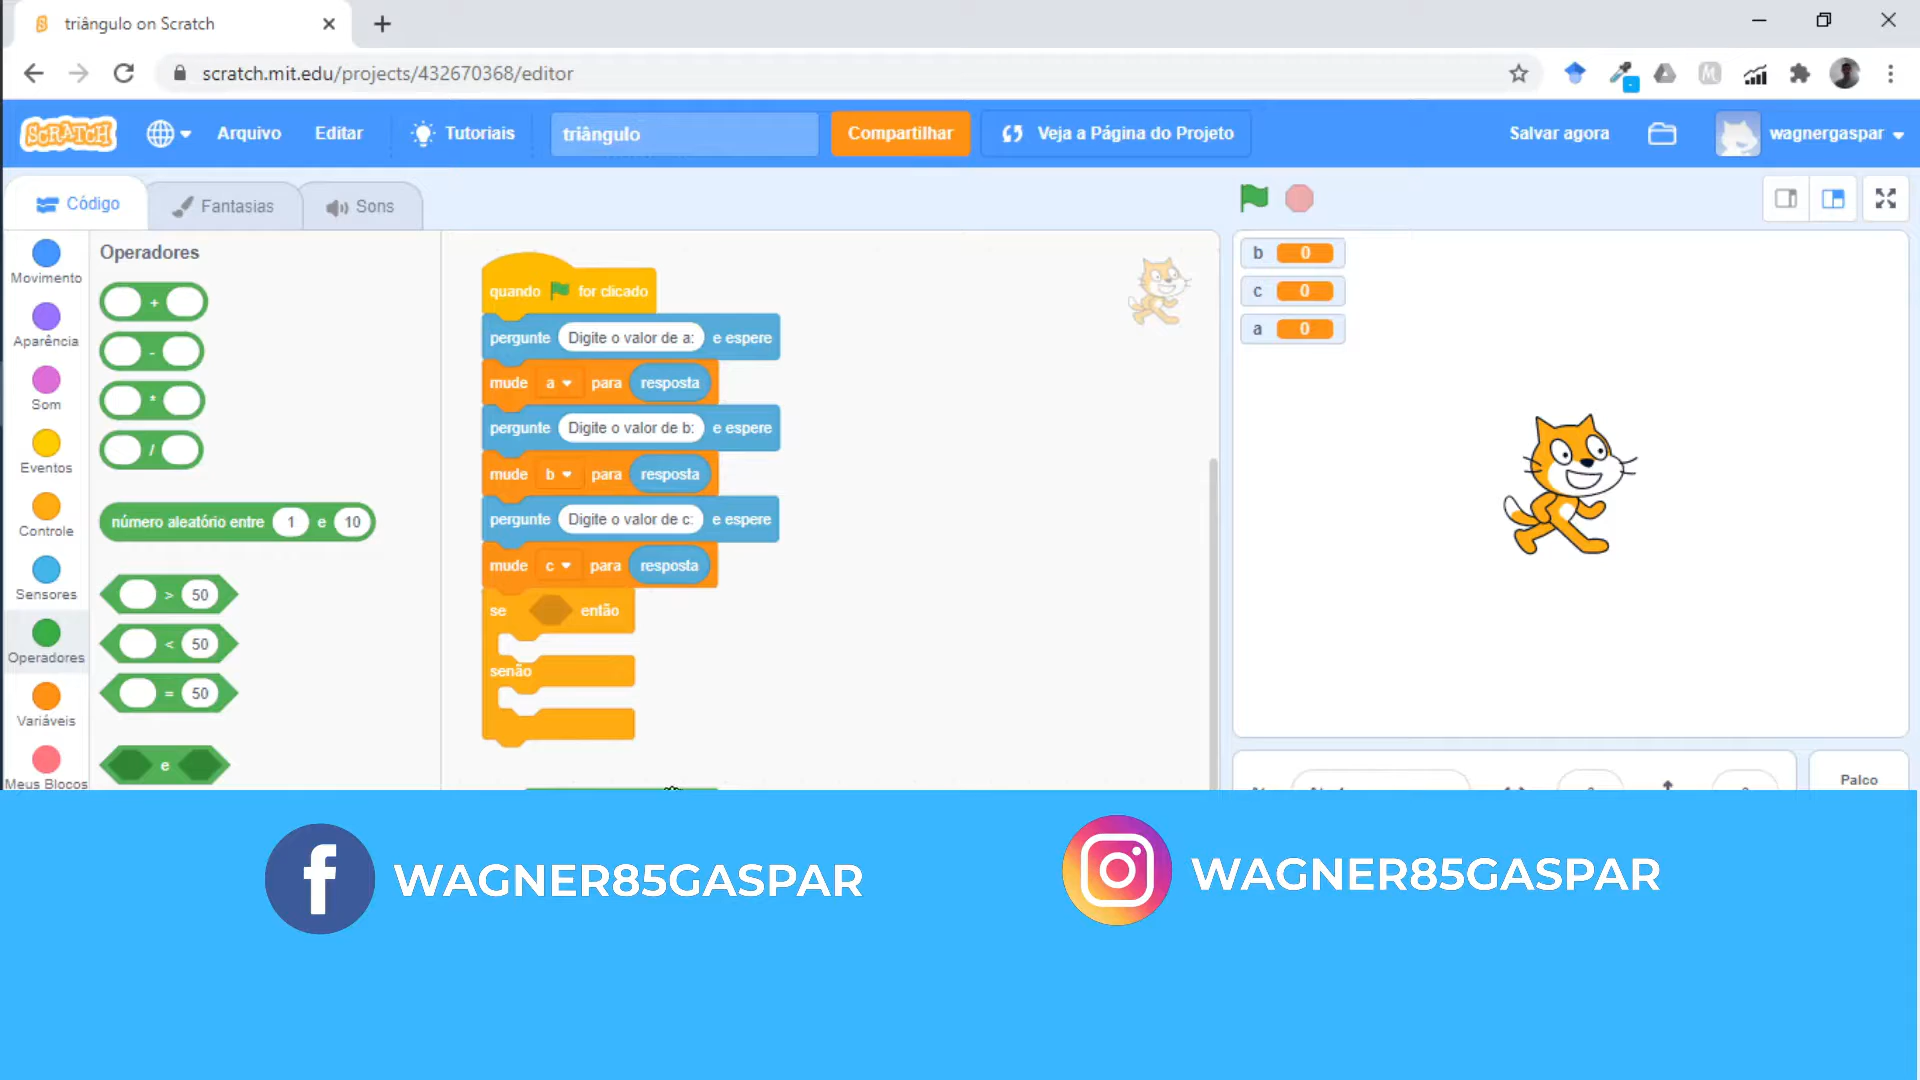 triângulo on Scratch
scratch.mit.edu/projects/432670368/editor
SCRATCH
Arquivo
Editar
Tutoriais
triângulo
Compartilhar
Veja a Página do Projeto
Salvar agora
wagnergaspar
Código
Fantasias
Sons
Movimento
Aparência
Som
Eventos
Controle
Sensores
Operadores
Variáveis
Meus Blocos
Operadores
+
-
*
/
número aleatório entre 1 e 10
> 50
< 50
= 50
e
quando for clicado
pergunte Digite o valor de a: e espere
mude a para resposta
pergunte Digite o valor de b: e espere
mude b para resposta
pergunte Digite o valor de c: e espere
mude c para resposta
se então
senão
b 0
c 0
a 0
Palco
WAGNER85GASPAR
WAGNER85GASPAR